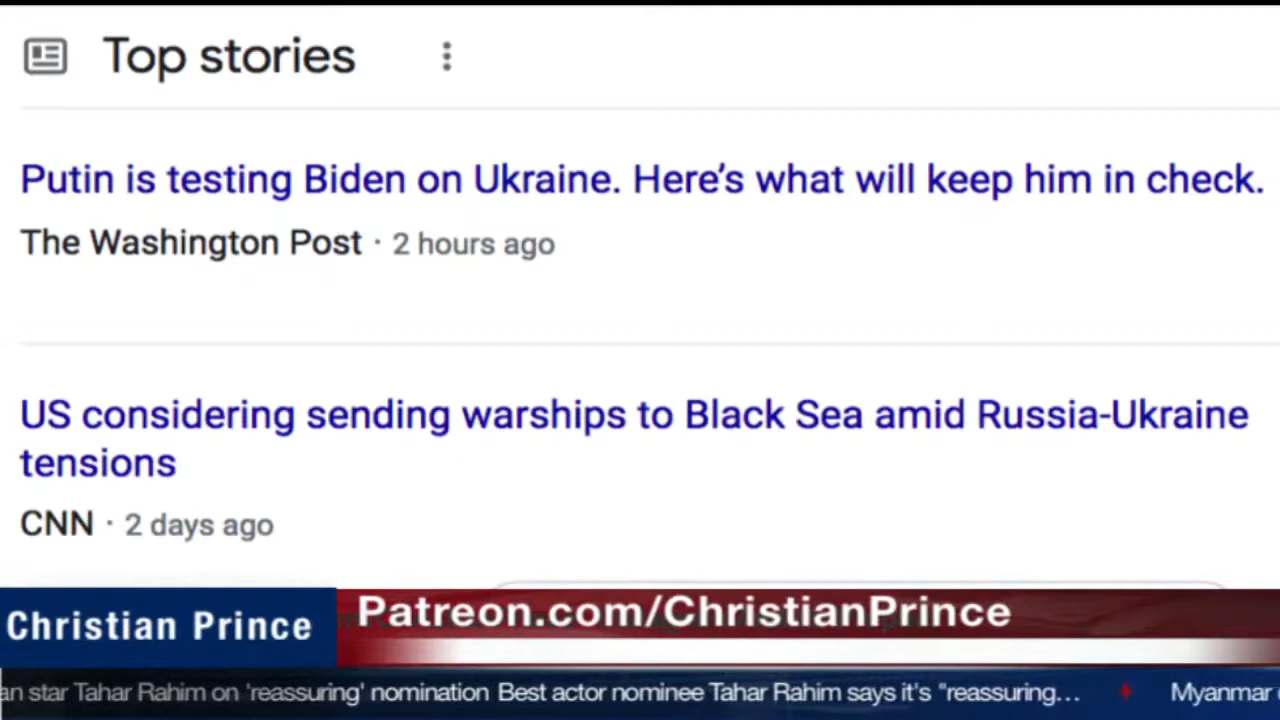 Top stories
Putin is testing Biden on Ukraine. Here's what will keep him in check.
The Washington Post · 2 hours ago
US considering sending warships to Black Sea amid Russia-Ukraine
tensions
CNN · 2 days ago
Christian Prince
Patreon.com/ChristianPrince
an star Tahar Rahim on 'reassuring' nomination Best actor nominee Tahar Rahim says it's "reassuring... Myanmar